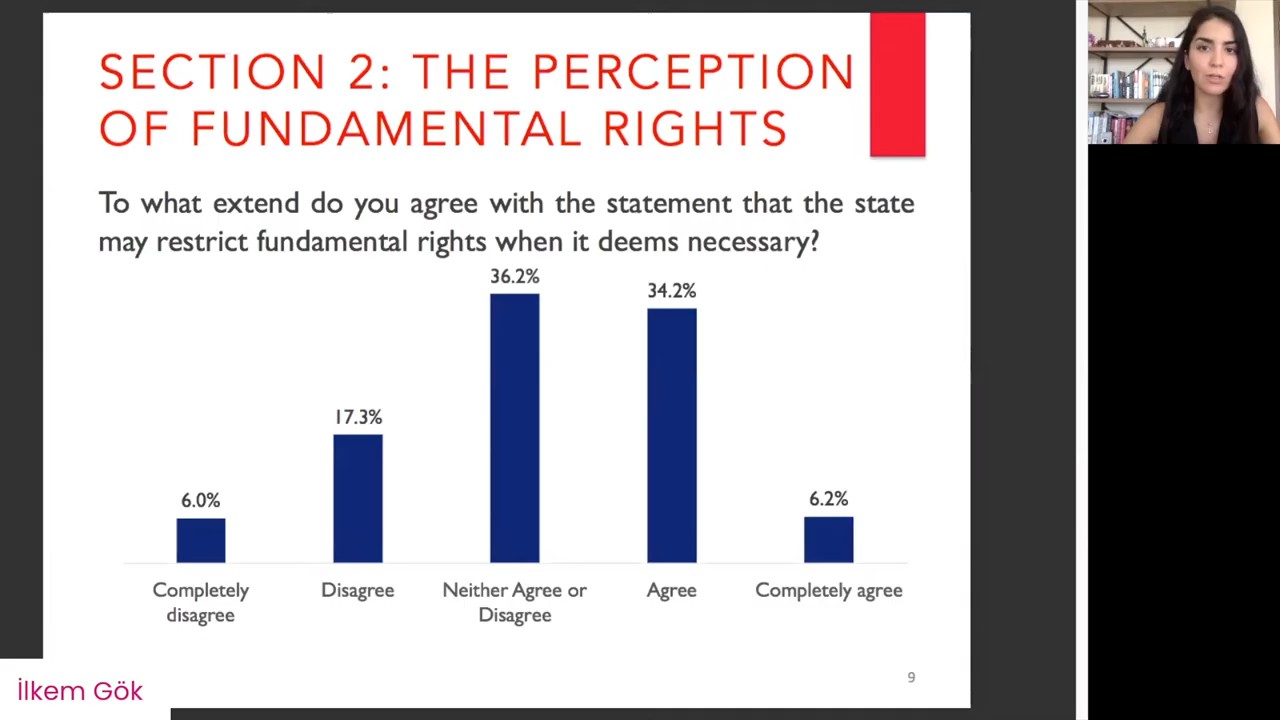 SECTION 2: THE PERCEPTION
OF FUNDAMENTAL RIGHTS
To what extend do you agree with the statement that the state
may restrict fundamental rights when it deems necessary?
6.0%
17.3%
36.2%
34.2%
6.2%
Completely
disagree
Disagree
Neither Agree or
Disagree
Agree
Completely agree
9
İlkem Gök